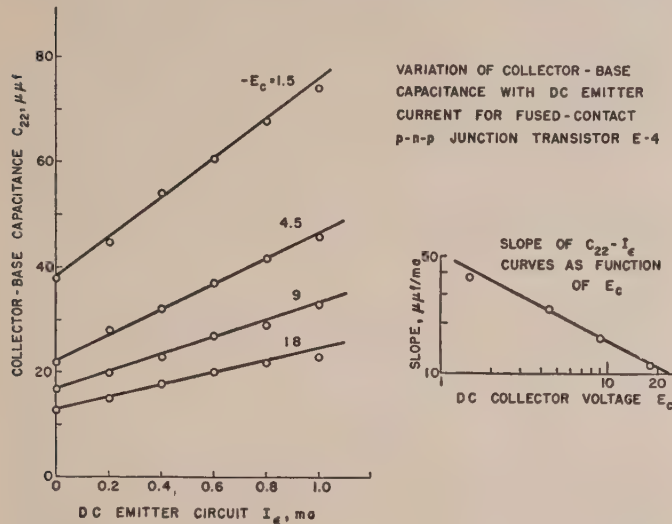 80
60
40
20
0
COLLECTOR-BASE CAPACITANCE C22, μμf
-Ec=1.5
4.5
9
18
0 0.2 0.4 0.6 0.8 1.0
DC EMITTER CIRCUIT Iϵ, ma
VARIATION OF COLLECTOR-BASE
CAPACITANCE WITH DC EMITTER
CURRENT FOR FUSED-CONTACT
p-n-p JUNCTION TRANSISTOR E-4
SLOPE OF C22-Iϵ
CURVES AS FUNCTION
OF Ec
50
10
SLOPE, μμf/ma
1 10 20
DC COLLECTOR VOLTAGE Ec